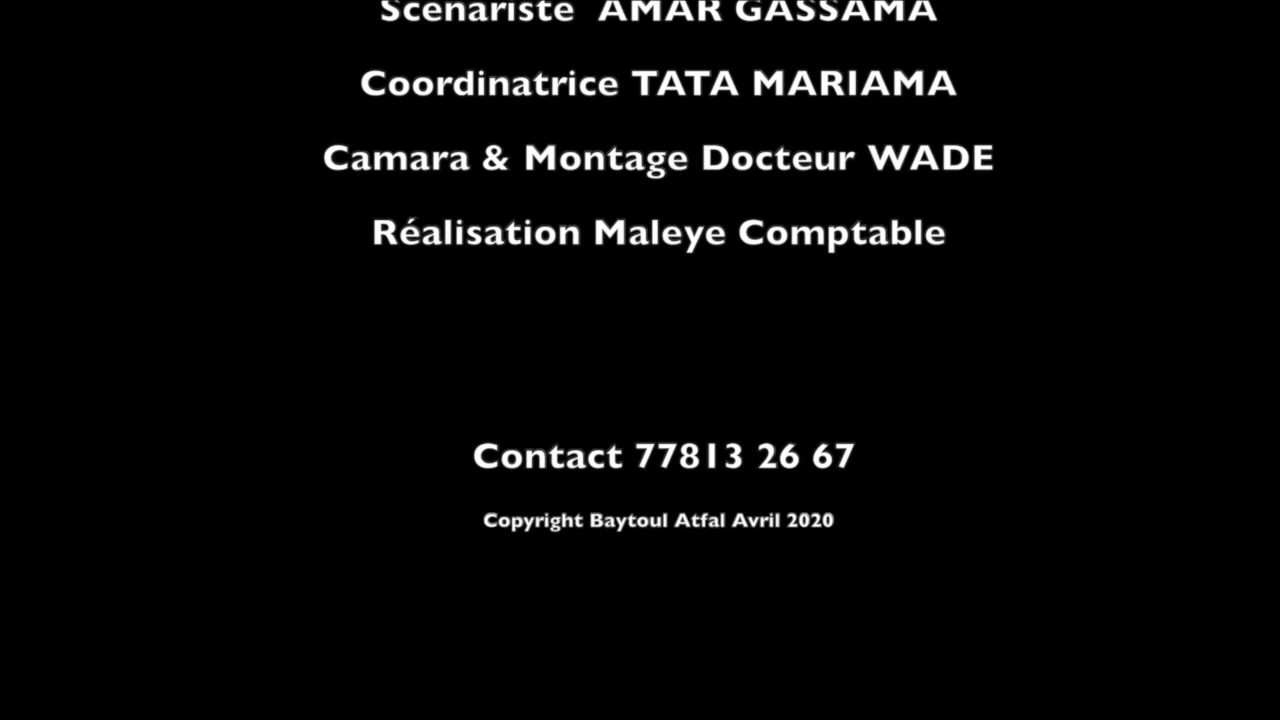 Scénariste AMAR GASSAMA
Coordinatrice TATA MARIAMA
Camara & Montage Docteur WADE
Réalisation Maleye Comptable
Contact 77813 26 67
Copyright Baytoul Atfal Avril 2020